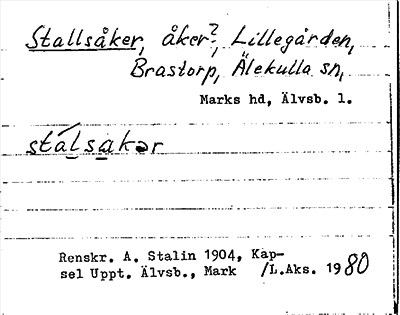 Stallsåker, åker?, Lillegården,
Brastorp, Älekulla sn,
Marks hd, Älvsb. l.
stálsakər
Renskr. A. Stalin 1904, Kap-
sel Uppt. Älvsb., Mark /L.Aks. 1980